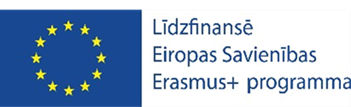 Līdzfinansē
Eiropas Savienības
Erasmus+ programma